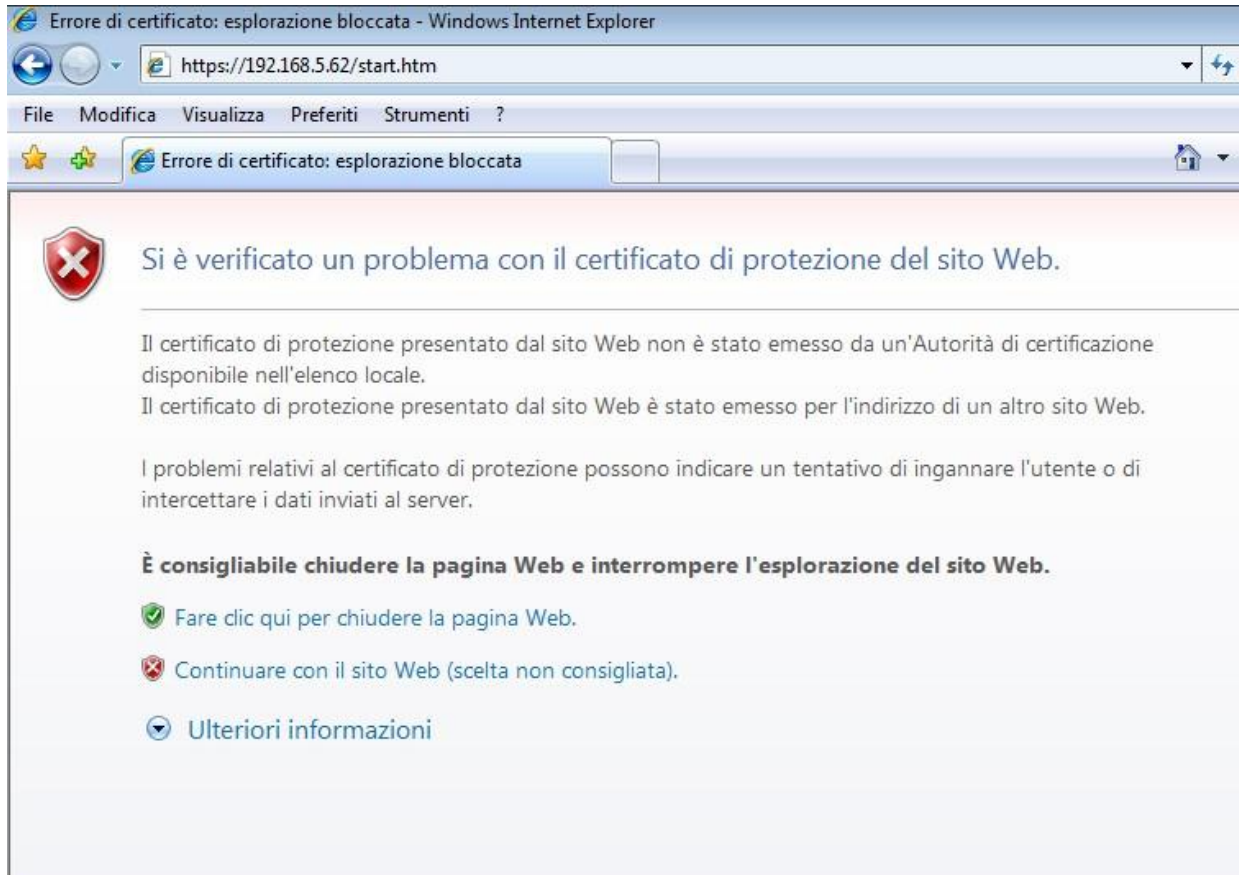 Errore di certificato: esplorazione bloccata - Windows Internet Explorer
https://192.168.5.62/start.htm
File Modifica Visualizza Preferiti Strumenti ?
Errore di certificato: esplorazione bloccata
Si è verificato un problema con il certificato di protezione del sito Web.
Il certificato di protezione presentato dal sito Web non è stato emesso da un'Autorità di certificazione
disponibile nell'elenco locale.
Il certificato di protezione presentato dal sito Web è stato emesso per l'indirizzo di un altro sito Web.
I problemi relativi al certificato di protezione possono indicare un tentativo di ingannare l'utente o di
intercettare i dati inviati al server.
È consigliabile chiudere la pagina Web e interrompere l'esplorazione del sito Web.
Fare clic qui per chiudere la pagina Web.
Continuare con il sito Web (scelta non consigliata).
Ulteriori informazioni